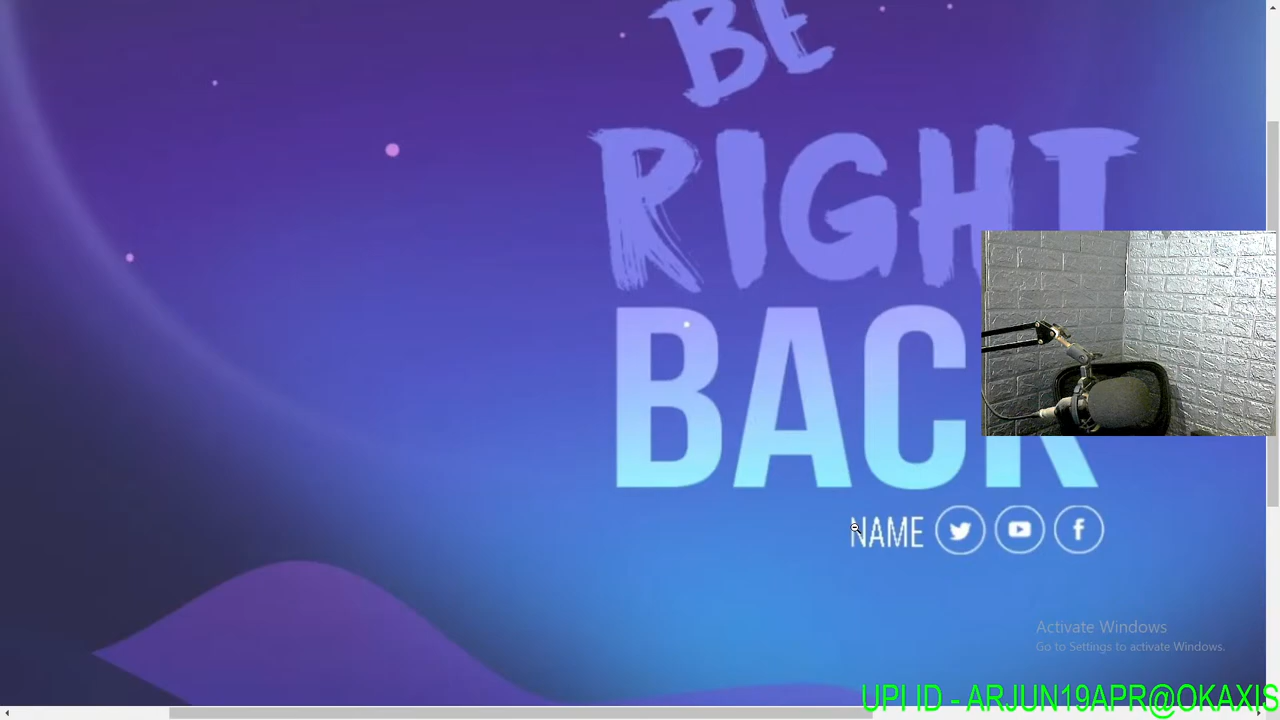 BE
RIGHT
BACK
NAME
Activate Windows
Go to Settings to activate Windows.
UPI ID - ARJUN19APR@OKAXIS